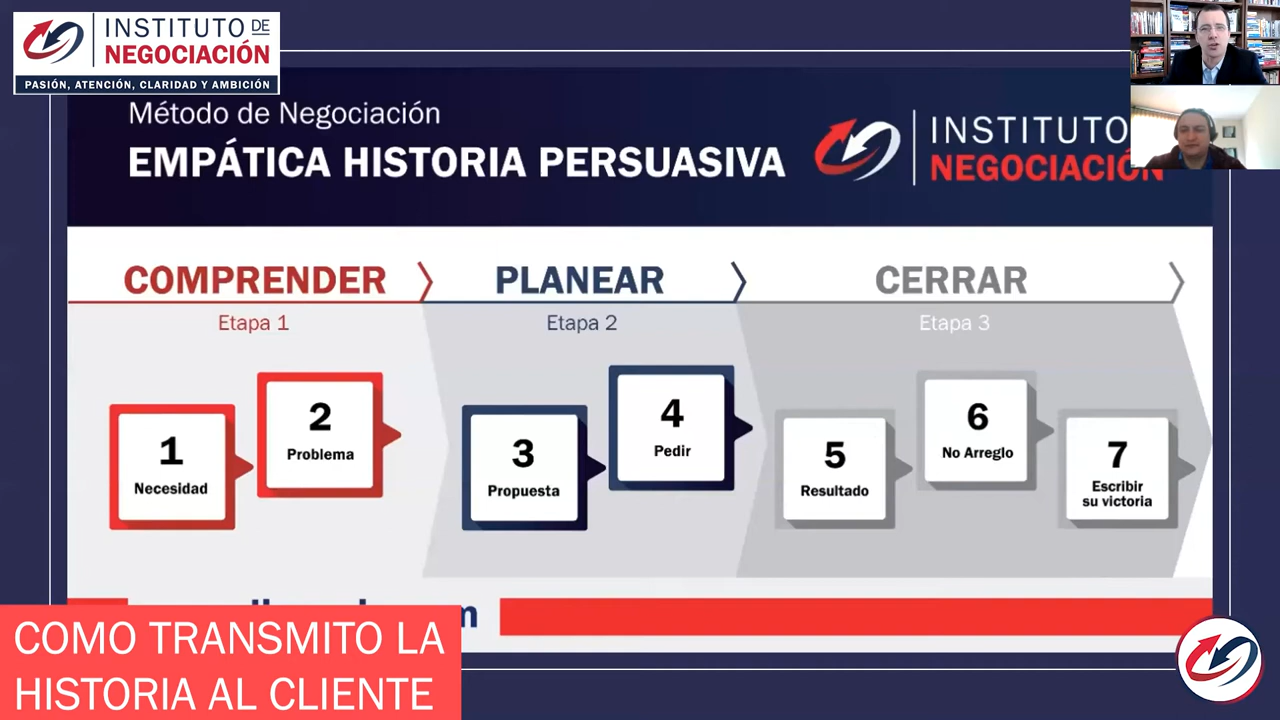 INSTITUTO DE
NEGOCIACIÓN
PASIÓN, ATENCIÓN, CLARIDAD Y AMBICIÓN
Método de Negociación
EMPÁTICA HISTORIA PERSUASIVA
INSTITUTO
NEGOCIACIÓN
COMPRENDER
PLANEAR
CERRAR
Etapa 1
Etapa 2
Etapa 3
1
Necesidad
2
Problema
3
Propuesta
4
Pedir
5
Resultado
6
No Arreglo
7
Escribir
su victoria
COMO TRANSMITO LA
HISTORIA AL CLIENTE